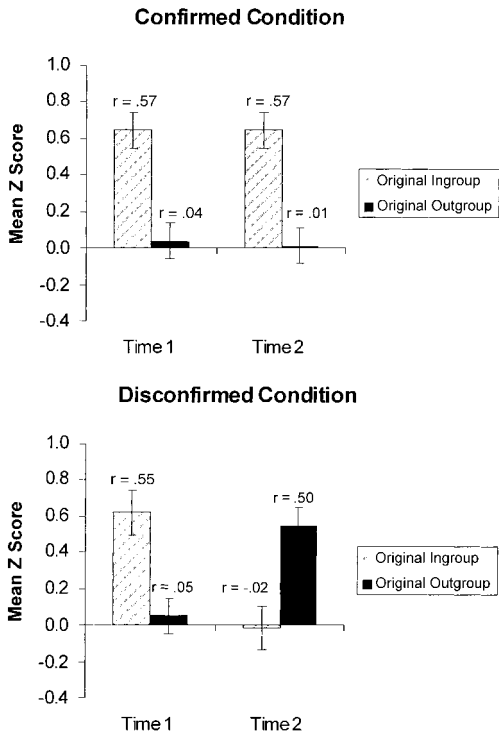 Confirmed Condition
1.0
0.8
0.6
0.4
0.2
0.0
-0.2
-0.4
Mean Z Score
r = .57
r = .04
r = .57
r = .01
Time 1
Time 2
Original Ingroup
Original Outgroup
Disconfirmed Condition
1.0
0.8
0.6
0.4
0.2
0.0
-0.2
-0.4
Mean Z Score
r = .55
r = .05
r = -.02
r = .50
Time 1
Time 2
Original Ingroup
Original Outgroup